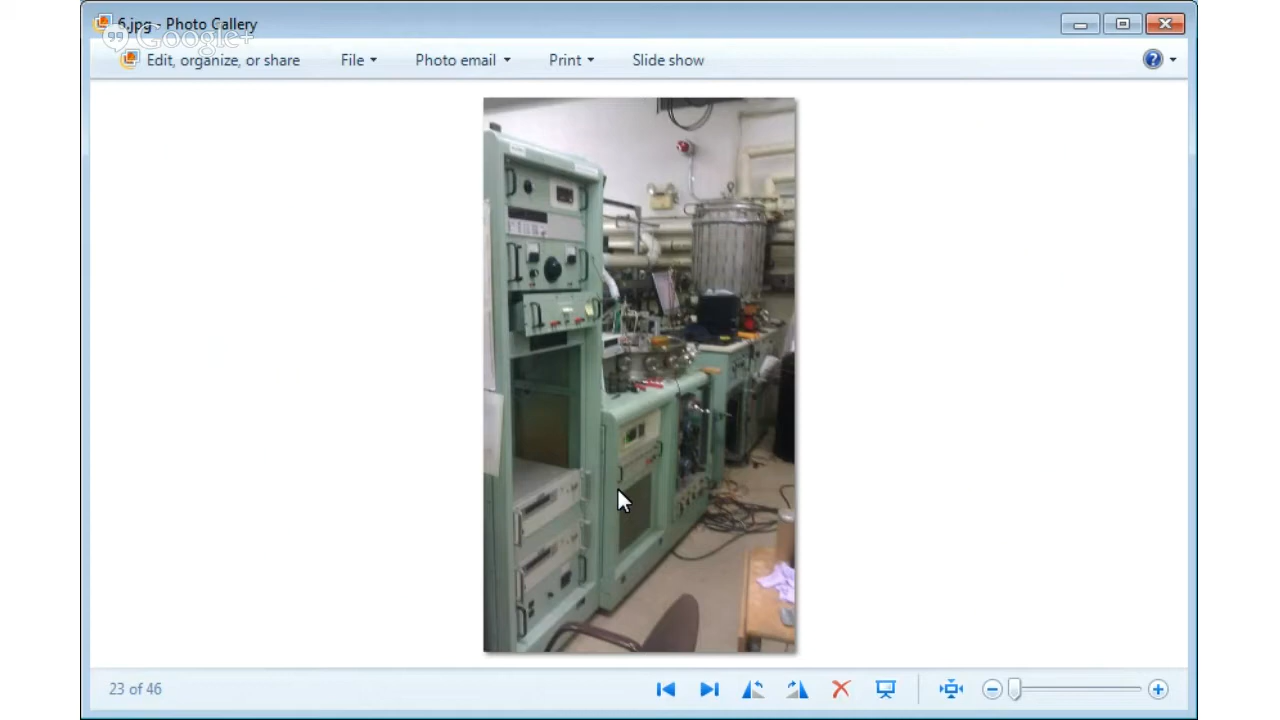 6.jpg - Photo Gallery
Google+
Edit, organize, or share
File
Photo email
Print
Slide show
23 of 46